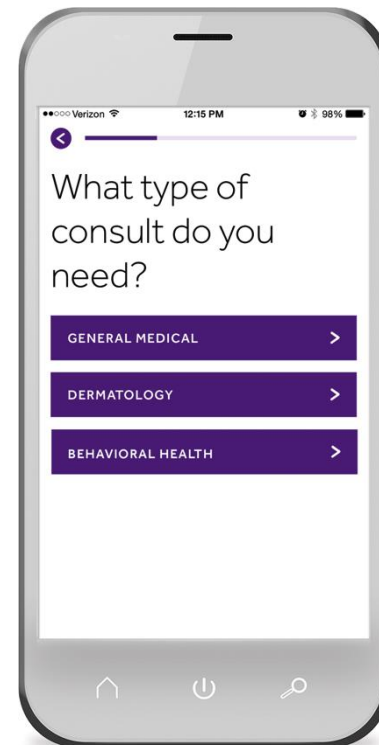 Verizon 12:15 PM 98%
What type of
consult do you
need?
GENERAL MEDICAL
DERMATOLOGY
BEHAVIORAL HEALTH